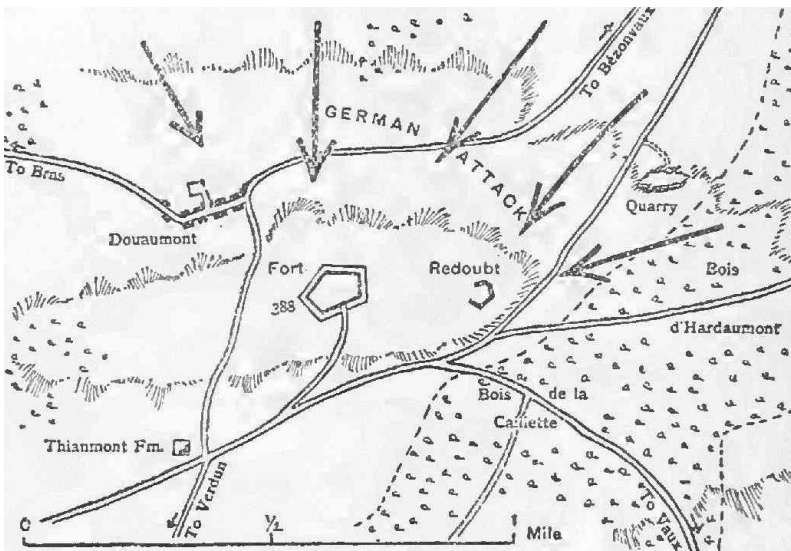 To Bézonvaux
GERMAN
ATTACK
To Bras
Quarry
Douaumont
Fort
Redoubt
Bois
388
d'Hardaumont
Bois de la
Caillette
Thiaumont Fm.
To Verdun
To Vaux
0 1/2 1 Mile